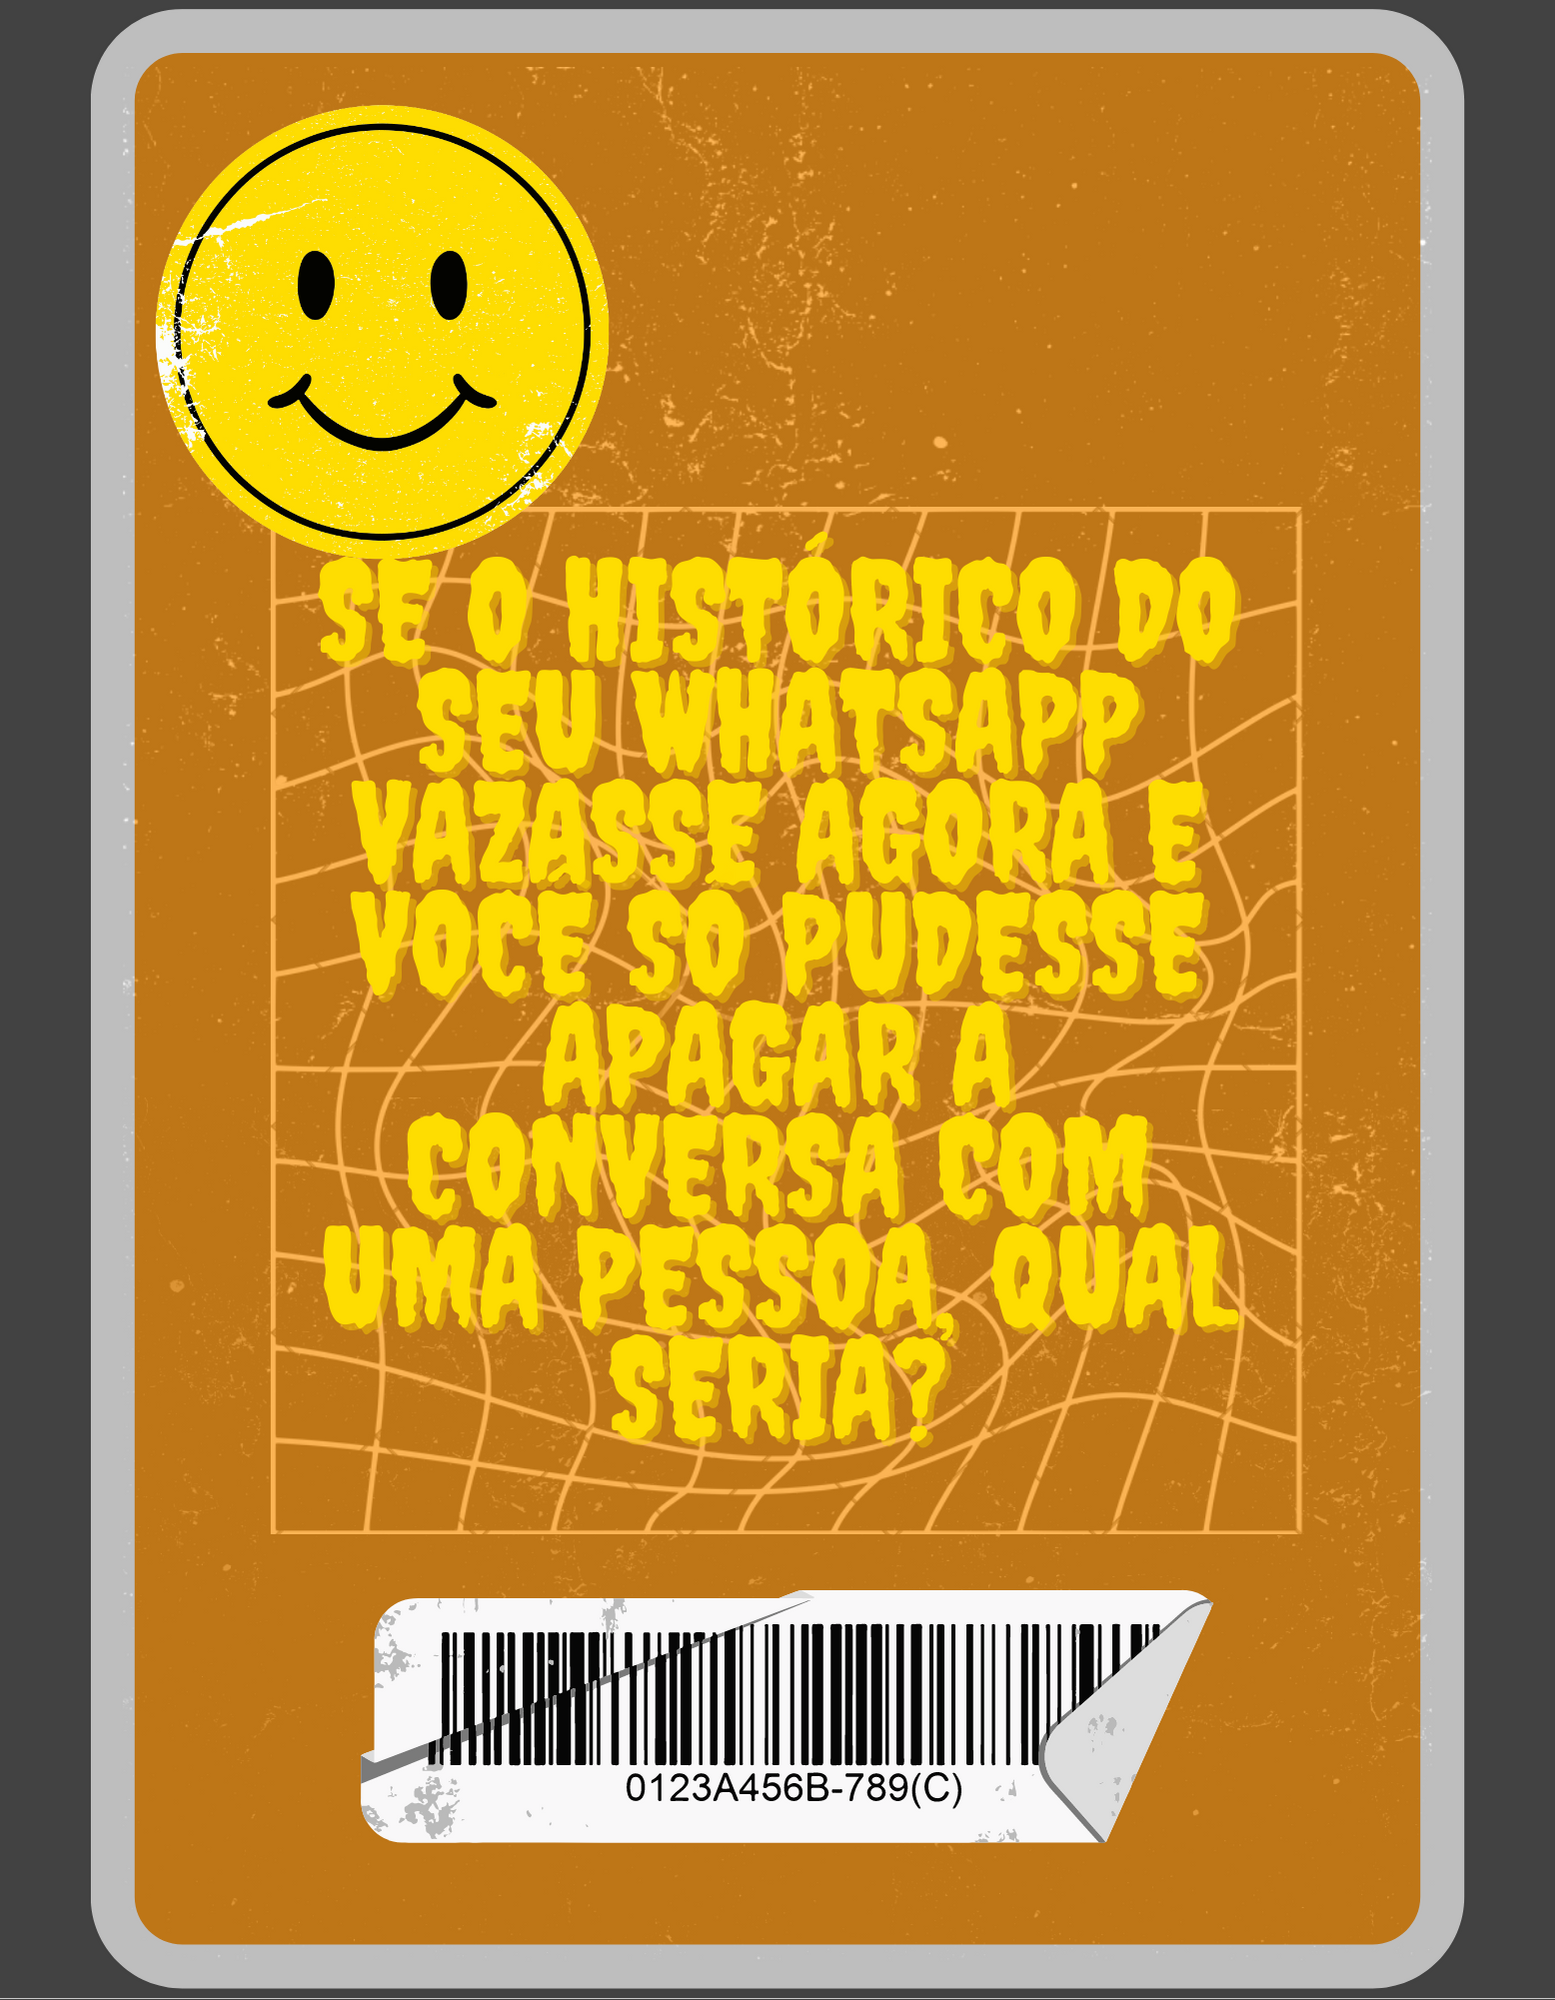 SE O HISTÓRICO DO
SEU WHATSAPP
VAZASSE AGORA E
VOCÊ SÓ PUDESSE
APAGAR A
CONVERSA COM
UMA PESSOA, QUAL
SERIA?
0123A456B-789(C)